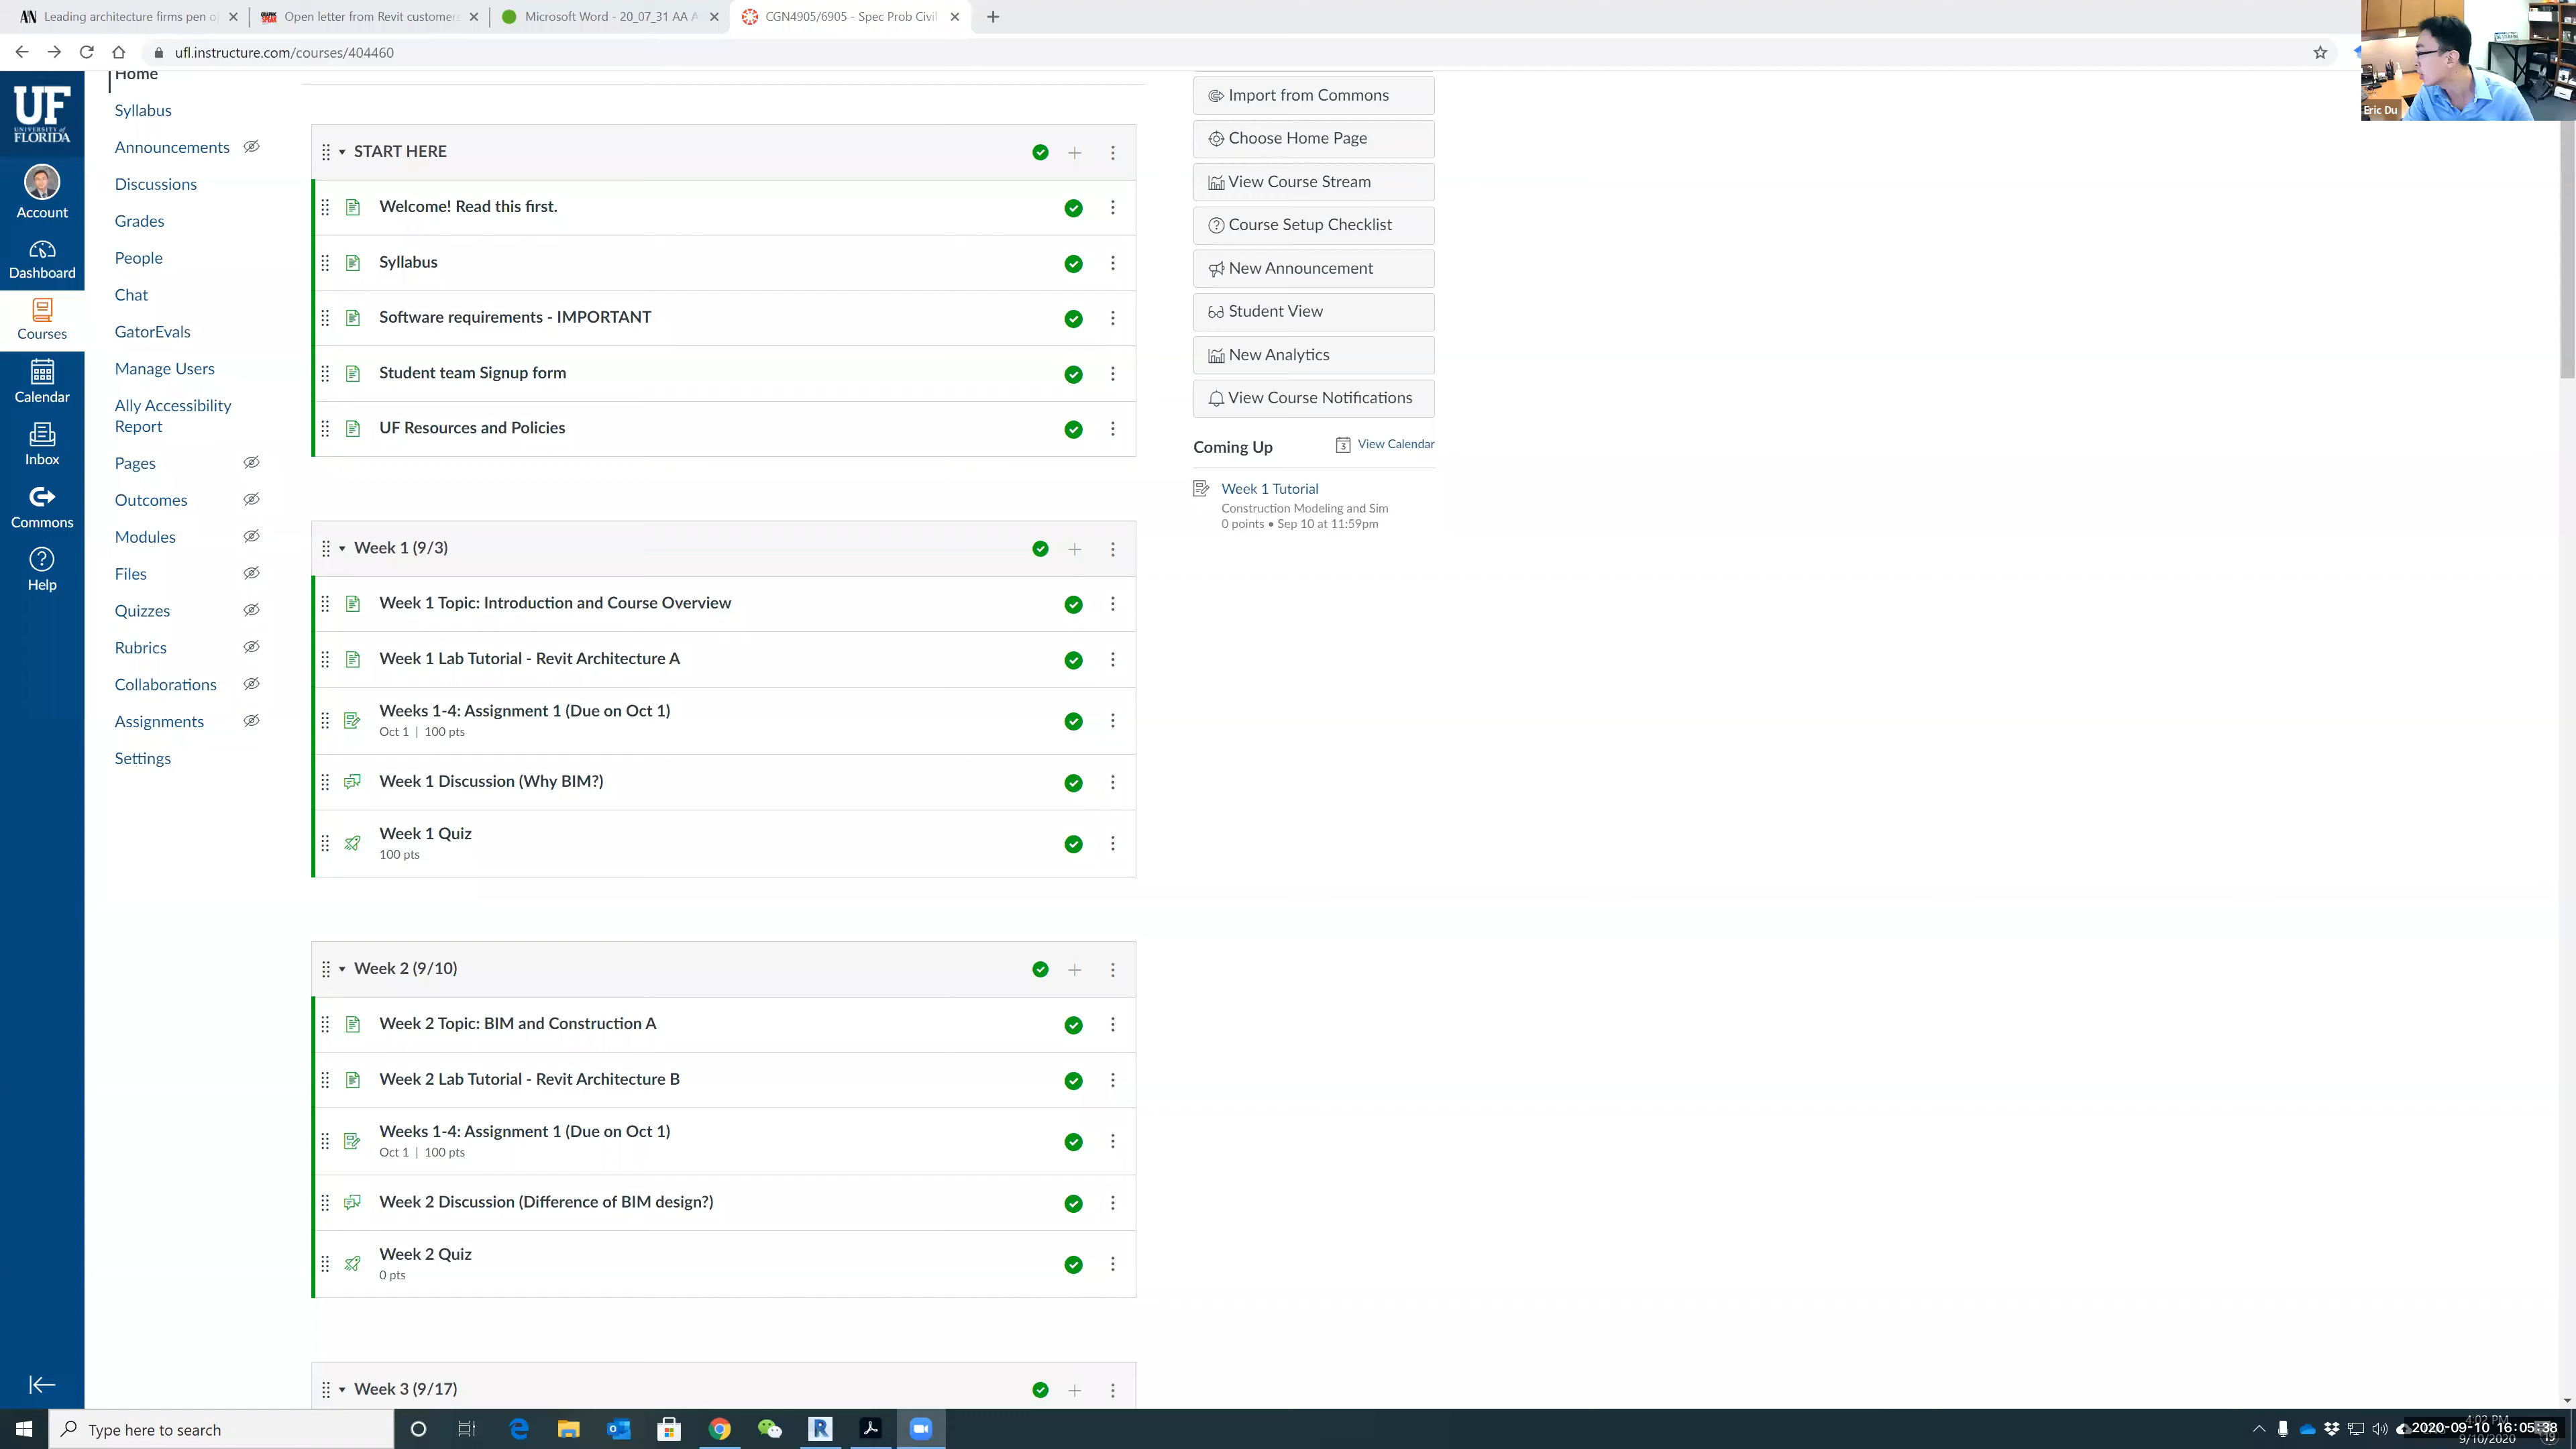 Leading architecture firms pen o
Open letter from Revit customers
Microsoft Word - 20_07_31 AA A
CGN4905/6905 - Spec Prob Civil
ufl.instructure.com/courses/404460
Eric Du
UF
UNIVERSITY of
FLORIDA
Account
Dashboard
Courses
Calendar
Inbox
Commons
Help
Home
Syllabus
Announcements
Discussions
Grades
People
Chat
GatorEvals
Manage Users
Ally Accessibility
Report
Pages
Outcomes
Modules
Files
Quizzes
Rubrics
Collaborations
Assignments
Settings
START HERE
Welcome! Read this first.
Syllabus
Software requirements - IMPORTANT
Student team Signup form
UF Resources and Policies
Week 1 (9/3)
Week 1 Topic: Introduction and Course Overview
Week 1 Lab Tutorial - Revit Architecture A
Weeks 1-4: Assignment 1 (Due on Oct 1)
Oct 1 | 100 pts
Week 1 Discussion (Why BIM?)
Week 1 Quiz
100 pts
Week 2 (9/10)
Week 2 Topic: BIM and Construction A
Week 2 Lab Tutorial - Revit Architecture B
Weeks 1-4: Assignment 1 (Due on Oct 1)
Oct 1 | 100 pts
Week 2 Discussion (Difference of BIM design?)
Week 2 Quiz
0 pts
Week 3 (9/17)
Import from Commons
Choose Home Page
View Course Stream
Course Setup Checklist
New Announcement
Student View
New Analytics
View Course Notifications
Coming Up
View Calendar
Week 1 Tutorial
Construction Modeling and Sim
0 points • Sep 10 at 11:59pm
Type here to search
2020-09-10 16:05:38
9/10/2020